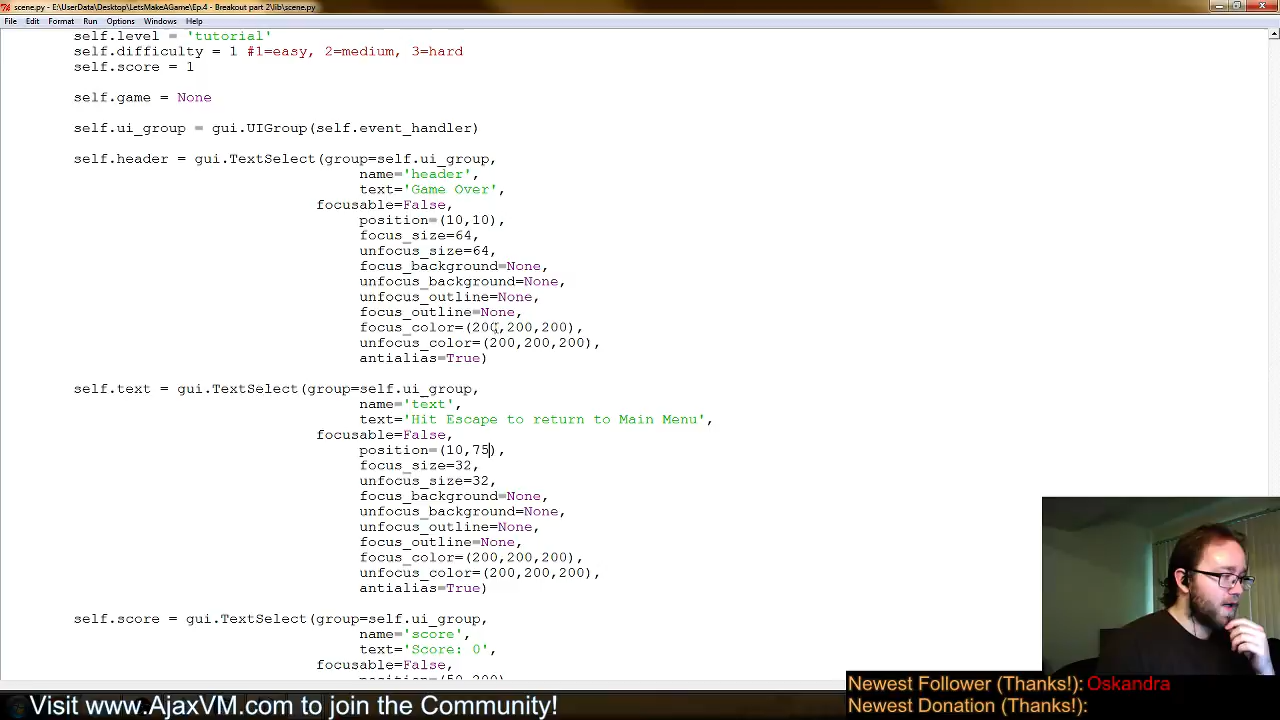 scene.py - E:\UserData\Desktop\LetsMakeAGame\Ep.4 - Breakout part 2\lib\scene.py
File Edit Format Run Options Windows Help
self.level = 'tutorial'
self.difficulty = 1 #1=easy, 2=medium, 3=hard
self.score = 1
self.game = None
self.ui_group = gui.UIGroup(self.event_handler)
self.header = gui.TextSelect(group=self.ui_group,
name='header',
text='Game Over',
focusable=False,
position=(10,10),
focus_size=64,
unfocus_size=64,
focus_background=None,
unfocus_background=None,
unfocus_outline=None,
focus_outline=None,
focus_color=(200,200,200),
unfocus_color=(200,200,200),
antialias=True)
self.text = gui.TextSelect(group=self.ui_group,
name='text',
text='Hit Escape to return to Main Menu',
focusable=False,
position=(10,75),
focus_size=32,
unfocus_size=32,
focus_background=None,
unfocus_background=None,
unfocus_outline=None,
focus_outline=None,
focus_color=(200,200,200),
unfocus_color=(200,200,200),
antialias=True)
self.score = gui.TextSelect(group=self.ui_group,
name='score',
text='Score: 0',
focusable=False,
position=(50,200)
Visit www.AjaxVM.com to join the Community!
Newest Follower (Thanks!): Oskandra
Newest Donation (Thanks!):